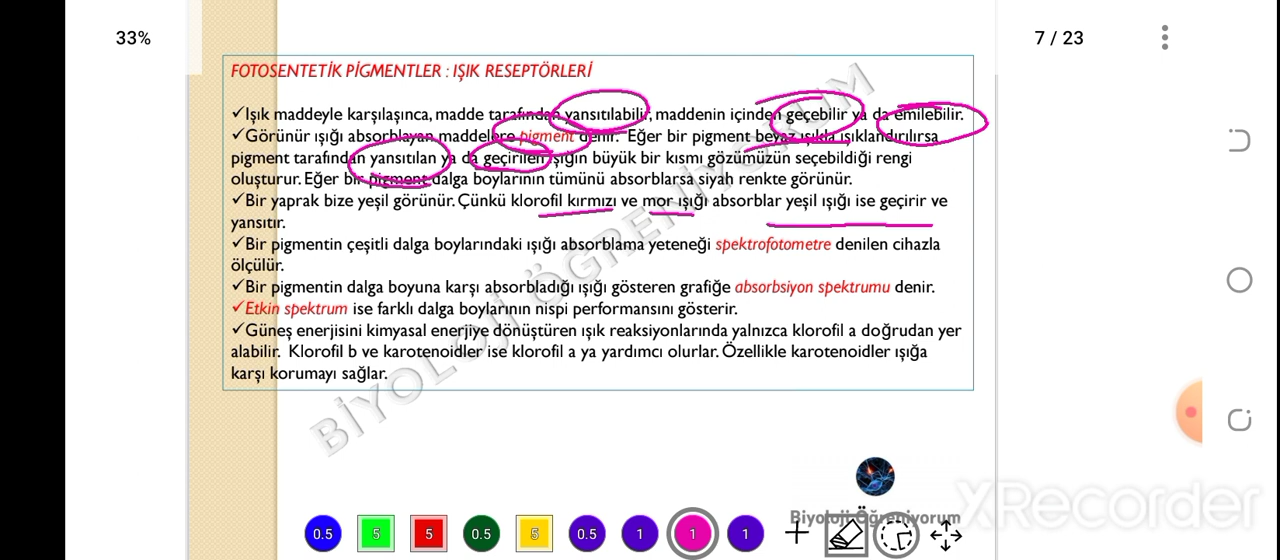 33%
7 / 23
FOTOSENTETİK PİGMENTLER : IŞIK RESEPTÖRLERİ
✓Işık maddeyle karşılaşınca, madde tarafından yansıtılabilir, maddenin içinden geçebilir ya da emilebilir.
✓Görünür ışığı absorblayan maddelere pigment denir. Eğer bir pigment beyaz ışıkla ışıklandırılırsa
pigment tarafından yansıtılan ya da geçirilen ışığın büyük bir kısmı gözümüzün seçebildiği rengi
oluşturur. Eğer bir pigment dalga boylarının tümünü absorblarsa siyah renkte görünür.
✓Bir yaprak bize yeşil görünür. Çünkü klorofil kırmızı ve mor ışığı absorblar yeşil ışığı ise geçirir ve
yansıtır.
✓Bir pigmentin çeşitli dalga boylarındaki ışığı absorblama yeteneği spektrofotometre denilen cihazla
ölçülür.
✓Bir pigmentin dalga boyuna karşı absorbladığı ışığı gösteren grafiğe absorbsiyon spektrumu denir.
✓Etkin spektrum ise farklı dalga boylarının nispi performansını gösterir.
✓Güneş enerjisini kimyasal enerjiye dönüştüren ışık reaksiyonlarında yalnızca klorofil a doğrudan yer
alabilir. Klorofil b ve karotenoidler ise klorofil a ya yardımcı olurlar. Özellikle karotenoidler ışığa
karşı korumayı sağlar.
BİYOLOJİ ÖĞRENİYORUM
Biyoloji Öğreniyorum
XRecorder
0.5 5 5 0.5 5 0.5 1 1 1